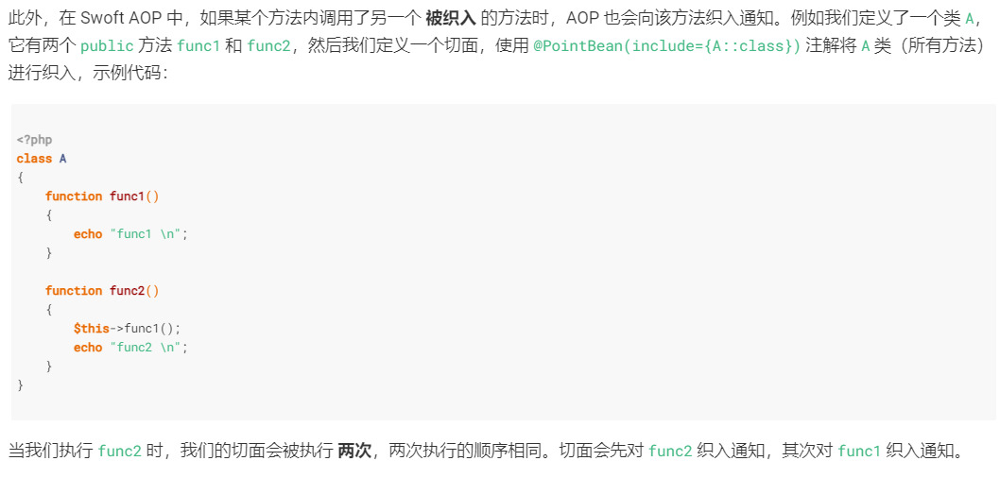 此外，在 Swoft AOP 中，如果某个方法内调用了另一个 被织入 的方法时，AOP 也会向该方法织入通知。例如我们定义了一个类 A，
它有两个 public 方法 func1 和 func2，然后我们定义一个切面，使用 @PointBean(include={A::class}) 注解将 A 类（所有方法）
进行织入，示例代码：
<?php
class A
{
    function func1()
    {
        echo "func1 \n";
    }
    function func2()
    {
        $this->func1();
        echo "func2 \n";
    }
}
当我们执行 func2 时，我们的切面会被执行 两次，两次执行的顺序相同。切面会先对 func2 织入通知，其次对 func1 织入通知。